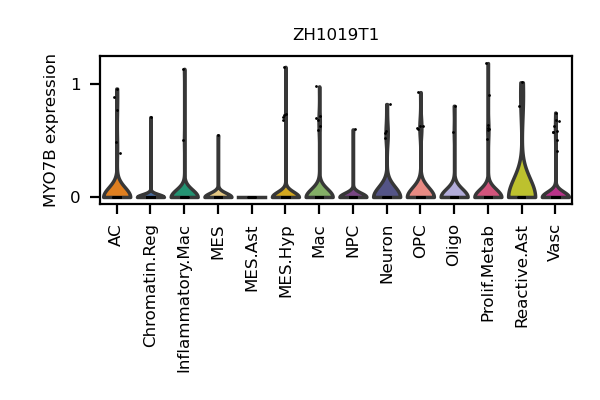 ZH1019T1
MYO7B expression
1
0
AC
Chromatin.Reg
Inflammatory.Mac
MES
MES.Ast
MES.Hyp
Mac
NPC
Neuron
OPC
Oligo
Prolif.Metab
Reactive.Ast
Vasc